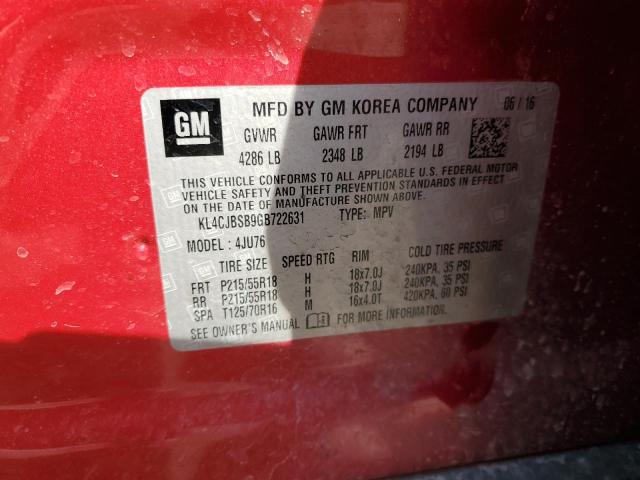 GM
MFD BY GM KOREA COMPANY 06 / 16
GVWR GAWR FRT GAWR RR
4286 LB 2348 LB 2194 LB
THIS VEHICLE CONFORMS TO ALL APPLICABLE U.S. FEDERAL MOTOR
VEHICLE SAFETY AND THEFT PREVENTION STANDARDS IN EFFECT
ON THE DATE OF MANUFACTURE SHOWN ABOVE.
KL4CJBSB9GB722631 TYPE: MPV
MODEL : 4JU76
TIRE SIZE SPEED RTG RIM COLD TIRE PRESSURE
FRT P215/55R18 H 18x7.0J 240KPA, 35 PSI
RR P215/55R18 H 18x7.0J 240KPA, 35 PSI
SPA T125/70R16 M 16x4.0T 420KPA, 60 PSI
SEE OWNER'S MANUAL FOR MORE INFORMATION.